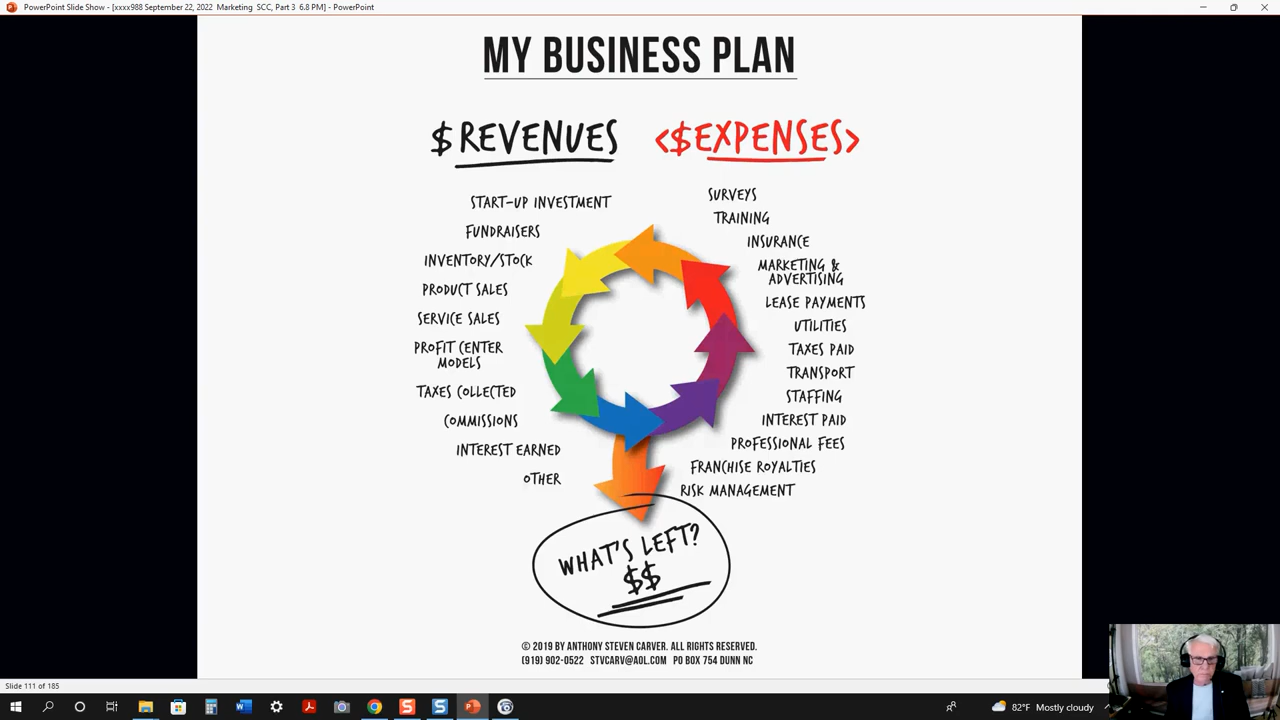 PowerPoint Slide Show - [xxxx988 September 22, 2022 Marketing SCC, Part 3 6.8 PM] - PowerPoint
MY BUSINESS PLAN
$ REVENUES
<$EXPENSES>
START-UP INVESTMENT
FUNDRAISERS
INVENTORY/STOCK
PRODUCT SALES
SERVICE SALES
PROFIT CENTER
MODELS
TAXES COLLECTED
COMMISSIONS
INTEREST EARNED
OTHER
SURVEYS
TRAINING
INSURANCE
MARKETING &
ADVERTISING
LEASE PAYMENTS
UTILITIES
TAXES PAID
TRANSPORT
STAFFING
INTEREST PAID
PROFESSIONAL FEES
FRANCHISE ROYALTIES
RISK MANAGEMENT
WHAT'S LEFT?
$$
© 2019 BY ANTHONY STEVEN CARVER. ALL RIGHTS RESERVED.
(919) 902-0522 STVCARV@AOL.COM PO BOX 754 DUNN NC
Slide 111 of 185
82°F Mostly cloudy